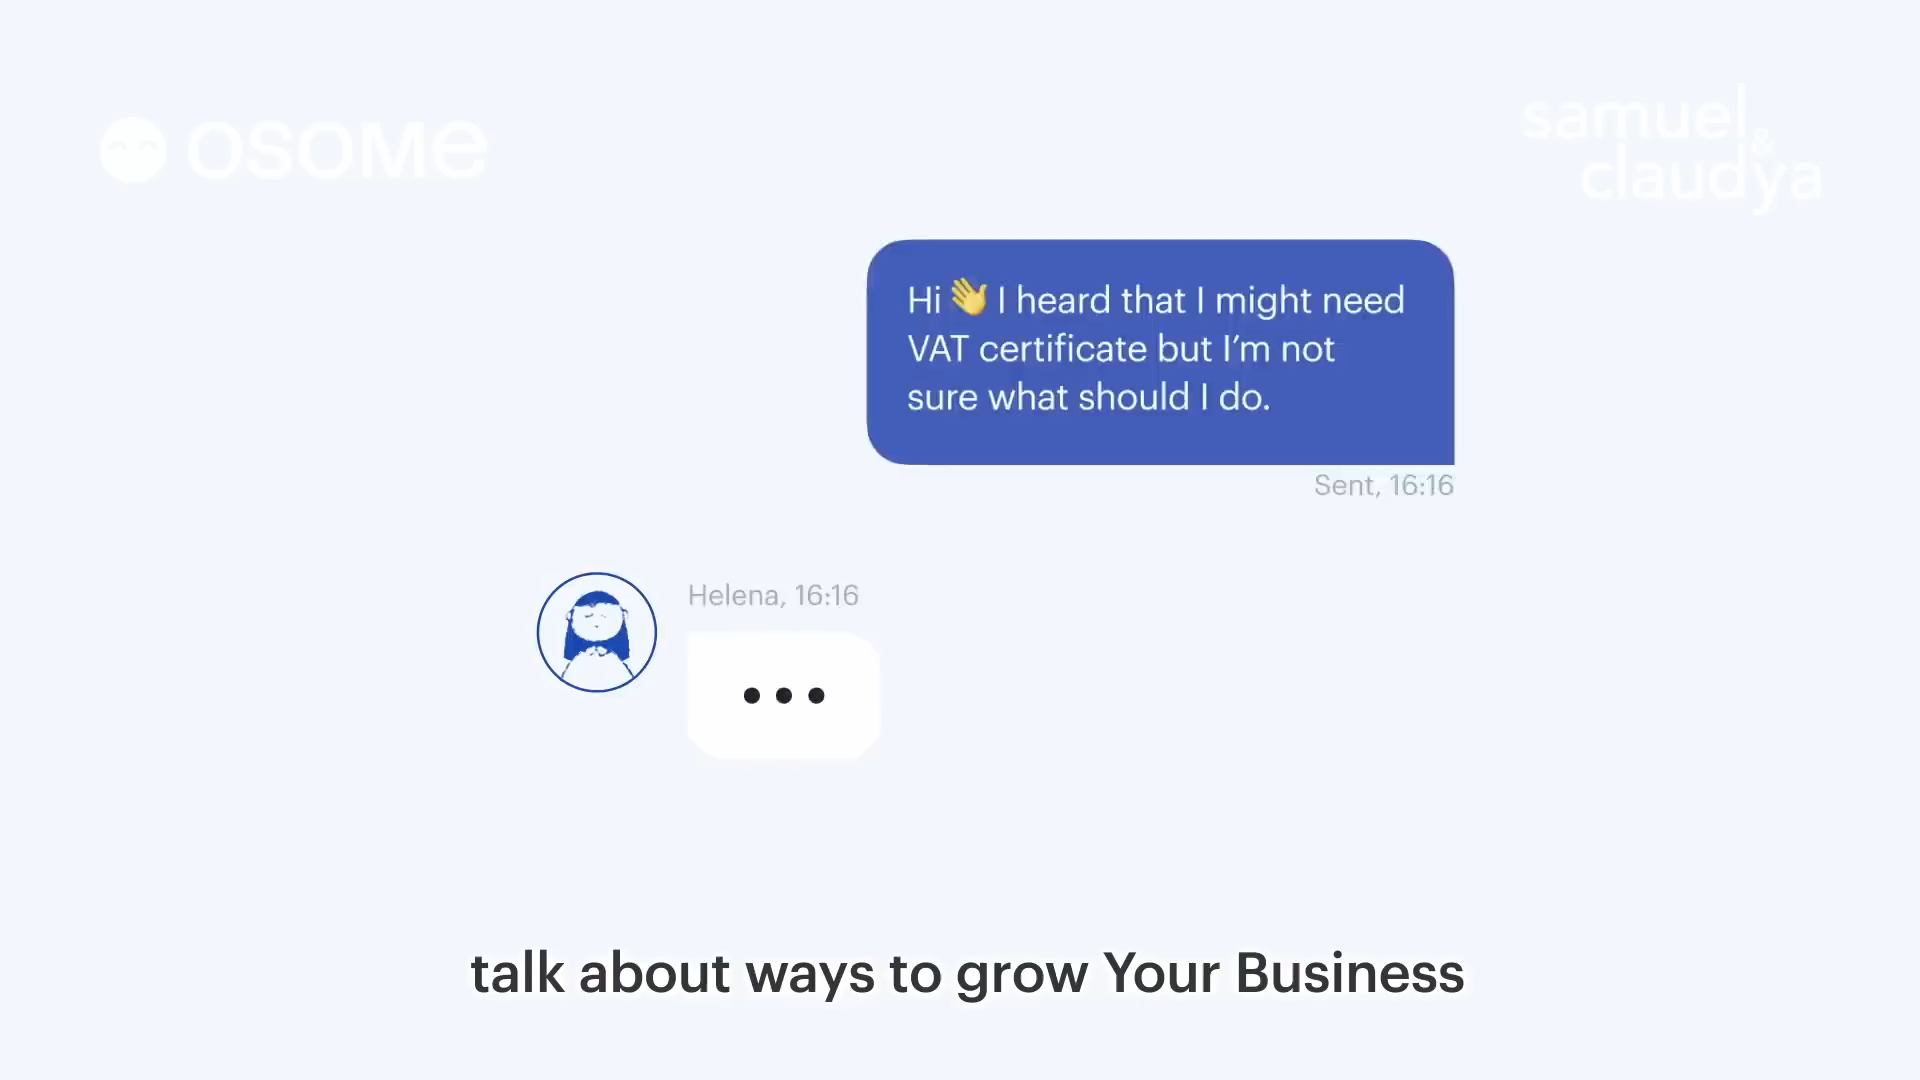 OSOME
samuel
&
claudya
Hi 👋 I heard that I might need
VAT certificate but I’m not
sure what should I do.
Sent, 16:16
Helena, 16:16
talk about ways to grow Your Business